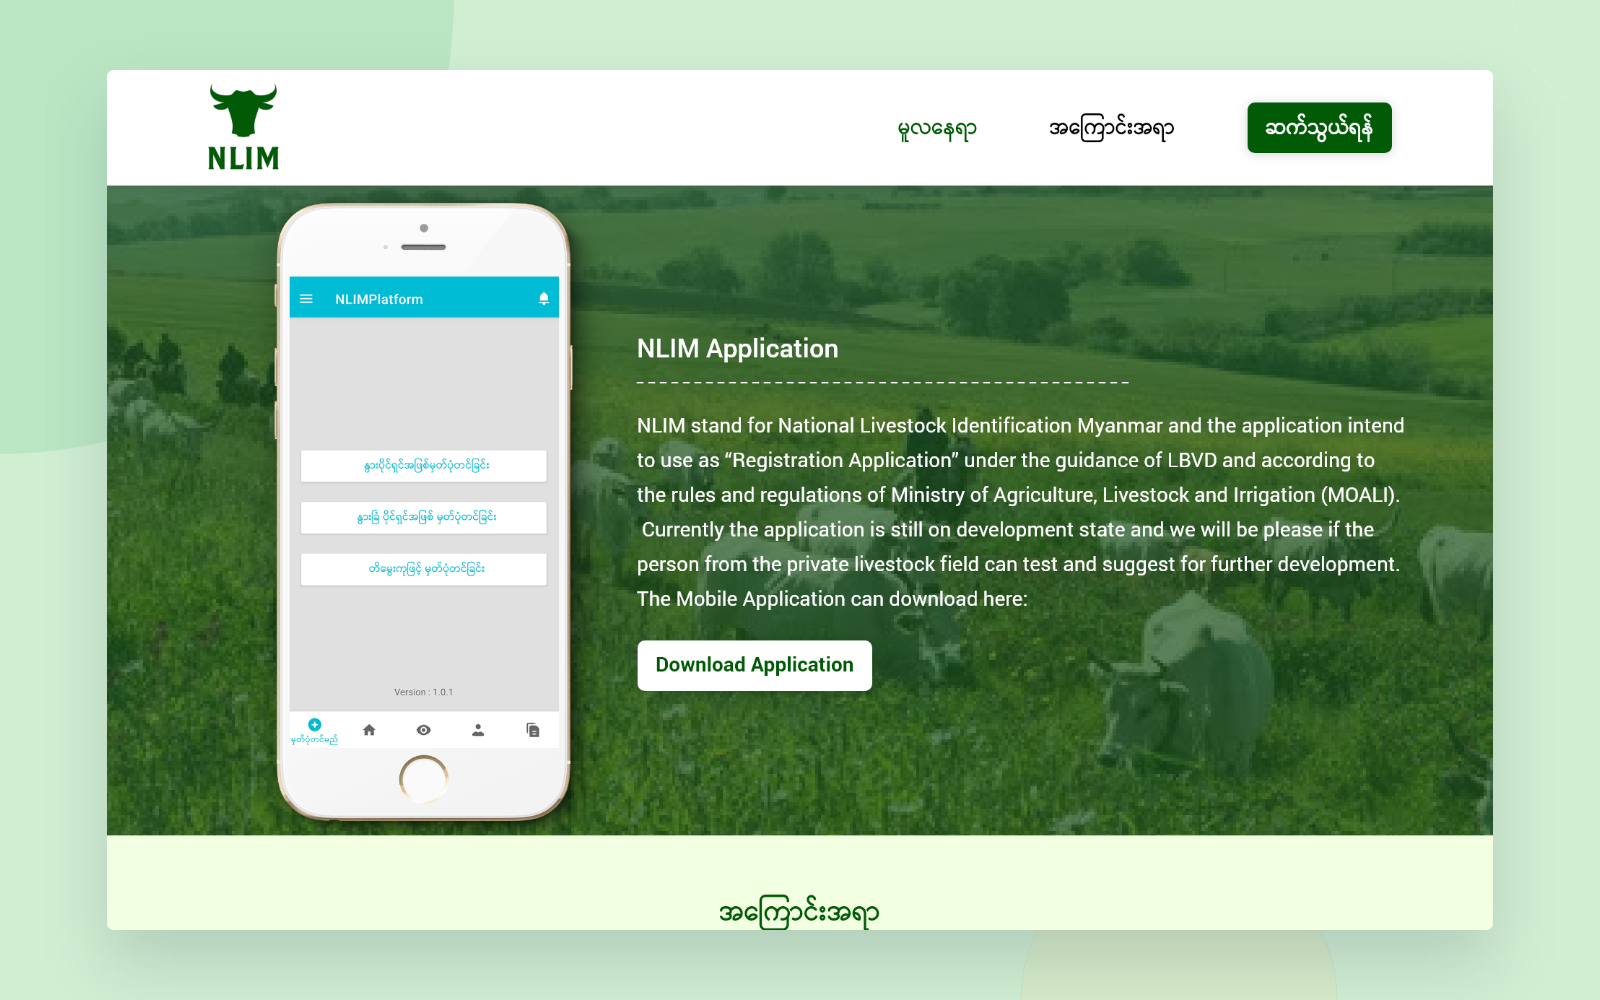 NLIM
မူလနေရာ
အကြောင်းအရာ
ဆက်သွယ်ရန်
NLIMPlatform
နွားပိုင်ရှင်အဖြစ်မှတ်ပုံတင်ခြင်း
နွားခြံ ပိုင်ရှင်အဖြစ် မှတ်ပုံတင်ခြင်း
တိမွေးကုဖြင့် မှတ်ပုံတင်ခြင်း
Version : 1.0.1
မှတ်ပုံတင်မည်
NLIM Application
NLIM stand for National Livestock Identification Myanmar and the application intend
to use as “Registration Application” under the guidance of LBVD and according to
the rules and regulations of Ministry of Agriculture, Livestock and Irrigation (MOALI).
Currently the application is still on development state and we will be please if the
person from the private livestock field can test and suggest for further development.
The Mobile Application can download here:
Download Application
အကြောင်းအရာ